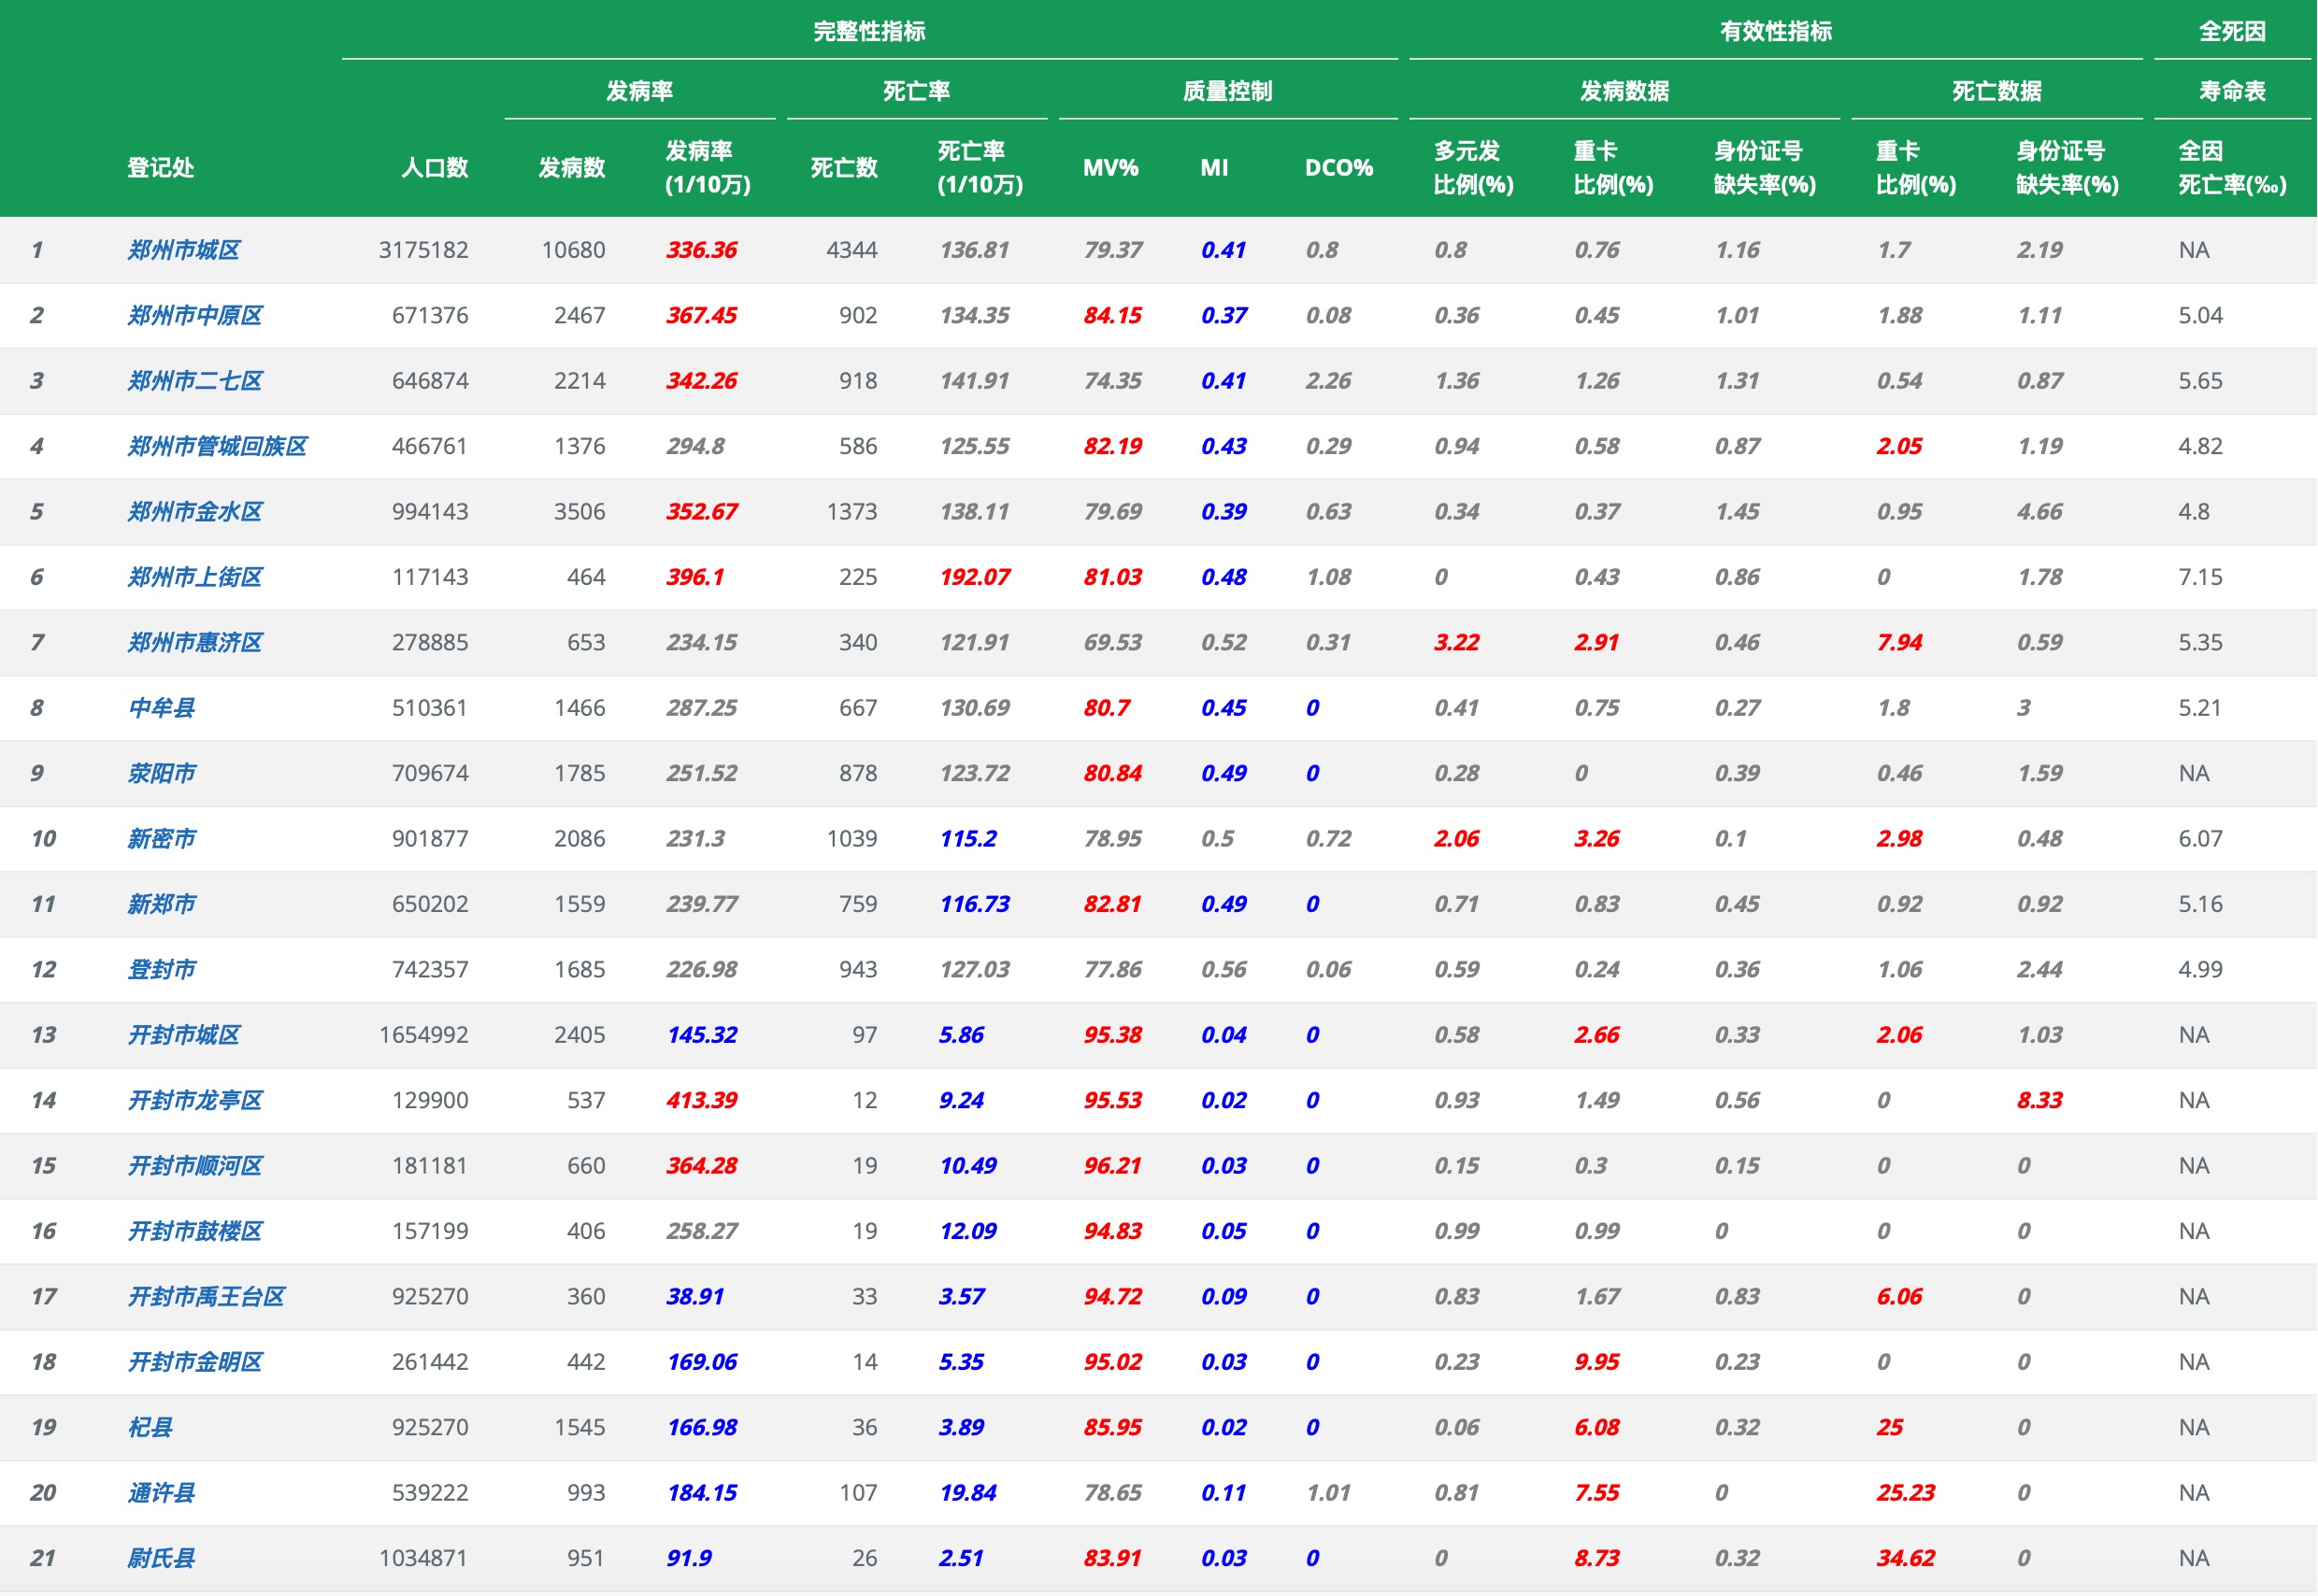 完整性指标 有效性指标 全死因
发病率 死亡率 质量控制 发病数据 死亡数据 寿命表
登记处 人口数 发病数 发病率 (1/10万) 死亡数 死亡率 (1/10万) MV% MI DCO% 多元发 比例(%) 重卡 比例(%) 身份证号 缺失率(%) 重卡 比例(%) 身份证号 缺失率(%) 全因 死亡率(‰)
1 郑州市城区 3175182 10680 336.36 4344 136.81 79.37 0.41 0.8 0.8 0.76 1.16 1.7 2.19 NA
2 郑州市中原区 671376 2467 367.45 902 134.35 84.15 0.37 0.08 0.36 0.45 1.01 1.88 1.11 5.04
3 郑州市二七区 646874 2214 342.26 918 141.91 74.35 0.41 2.26 1.36 1.26 1.31 0.54 0.87 5.65
4 郑州市管城回族区 466761 1376 294.8 586 125.55 82.19 0.43 0.29 0.94 0.58 0.87 2.05 1.19 4.82
5 郑州市金水区 994143 3506 352.67 1373 138.11 79.69 0.39 0.63 0.34 0.37 1.45 0.95 4.66 4.8
6 郑州市上街区 117143 464 396.1 225 192.07 81.03 0.48 1.08 0 0.43 0.86 0 1.78 7.15
7 郑州市惠济区 278885 653 234.15 340 121.91 69.53 0.52 0.31 3.22 2.91 0.46 7.94 0.59 5.35
8 中牟县 510361 1466 287.25 667 130.69 80.7 0.45 0 0.41 0.75 0.27 1.8 3 5.21
9 荥阳市 709674 1785 251.52 878 123.72 80.84 0.49 0 0.28 0 0.39 0.46 1.59 NA
10 新密市 901877 2086 231.3 1039 115.2 78.95 0.5 0.72 2.06 3.26 0.1 2.98 0.48 6.07
11 新郑市 650202 1559 239.77 759 116.73 82.81 0.49 0 0.71 0.83 0.45 0.92 0.92 5.16
12 登封市 742357 1685 226.98 943 127.03 77.86 0.56 0.06 0.59 0.24 0.36 1.06 2.44 4.99
13 开封市城区 1654992 2405 145.32 97 5.86 95.38 0.04 0 0.58 2.66 0.33 2.06 1.03 NA
14 开封市龙亭区 129900 537 413.39 12 9.24 95.53 0.02 0 0.93 1.49 0.56 0 8.33 NA
15 开封市顺河区 181181 660 364.28 19 10.49 96.21 0.03 0 0.15 0.3 0.15 0 0 NA
16 开封市鼓楼区 157199 406 258.27 19 12.09 94.83 0.05 0 0.99 0.99 0 0 0 NA
17 开封市禹王台区 925270 360 38.91 33 3.57 94.72 0.09 0 0.83 1.67 0.83 6.06 0 NA
18 开封市金明区 261442 442 169.06 14 5.35 95.02 0.03 0 0.23 9.95 0.23 0 0 NA
19 杞县 925270 1545 166.98 36 3.89 85.95 0.02 0 0.06 6.08 0.32 25 0 NA
20 通许县 539222 993 184.15 107 19.84 78.65 0.11 1.01 0.81 7.55 0 25.23 0 NA
21 尉氏县 1034871 951 91.9 26 2.51 83.91 0.03 0 0 8.73 0.32 34.62 0 NA